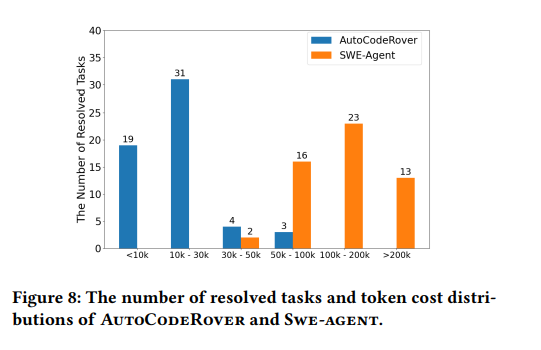 AutoCodeRover
SWE-Agent
The Number of Resolved Tasks
40
35
30
25
20
15
10
5
0
19
31
4
2
3
16
23
13
<10k
10k - 30k
30k - 50k
50k - 100k
100k - 200k
>200k
Figure 8: The number of resolved tasks and token cost distri-
butions of AUTOCODEROVER and SWE-AGENT.